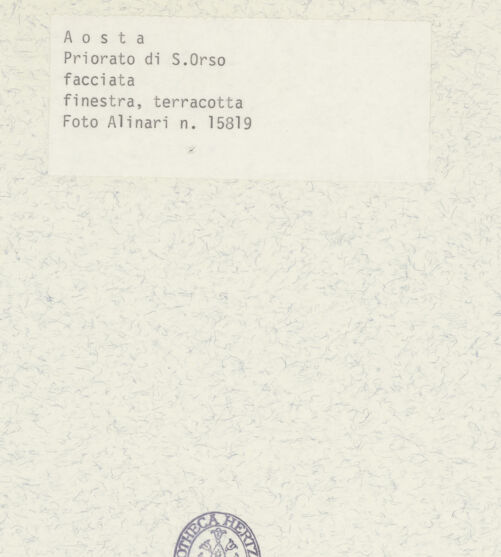 A o s t a
Priorato di S.Orso
facciata
finestra, terracotta
Foto Alinari n. 15819